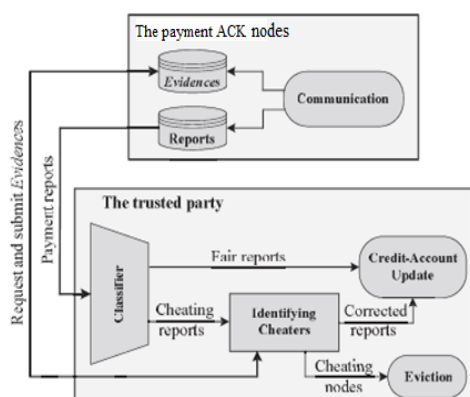 The payment ACK nodes
Evidences
Communication
Reports
Request and submit Evidences
Payment reports
The trusted party
Classifier
Fair reports
Credit-Account
Update
Cheating
reports
Identifying
Cheaters
Corrected
reports
Cheating
nodes
Eviction